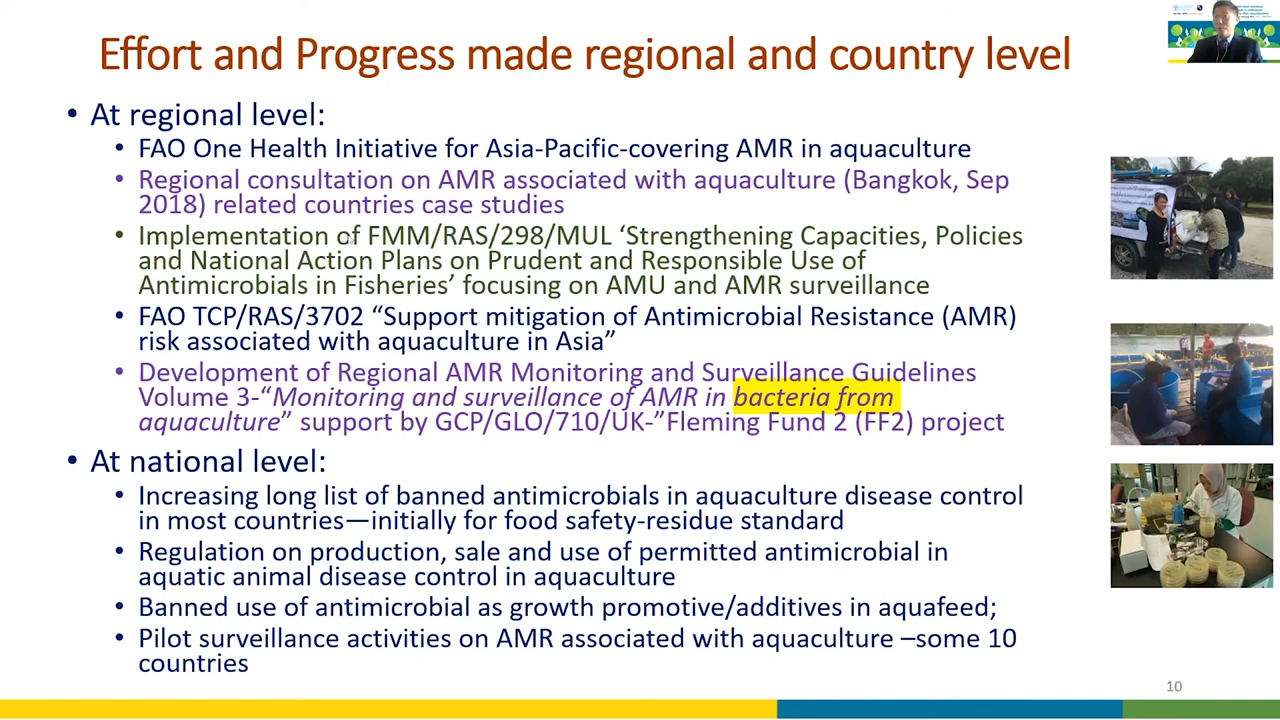 Effort and Progress made regional and country level
• At regional level:
• FAO One Health Initiative for Asia-Pacific-covering AMR in aquaculture
• Regional consultation on AMR associated with aquaculture (Bangkok, Sep
2018) related countries case studies
• Implementation of FMM/RAS/298/MUL ‘Strengthening Capacities, Policies
and National Action Plans on Prudent and Responsible Use of
Antimicrobials in Fisheries’ focusing on AMU and AMR surveillance
• FAO TCP/RAS/3702 “Support mitigation of Antimicrobial Resistance (AMR)
risk associated with aquaculture in Asia”
• Development of Regional AMR Monitoring and Surveillance Guidelines
Volume 3-“Monitoring and surveillance of AMR in bacteria from
aquaculture” support by GCP/GLO/710/UK-”Fleming Fund 2 (FF2) project
• At national level:
• Increasing long list of banned antimicrobials in aquaculture disease control
in most countries—initially for food safety-residue standard
• Regulation on production, sale and use of permitted antimicrobial in
aquatic animal disease control in aquaculture
• Banned use of antimicrobial as growth promotive/additives in aquafeed;
• Pilot surveillance activities on AMR associated with aquaculture –some 10
countries
10